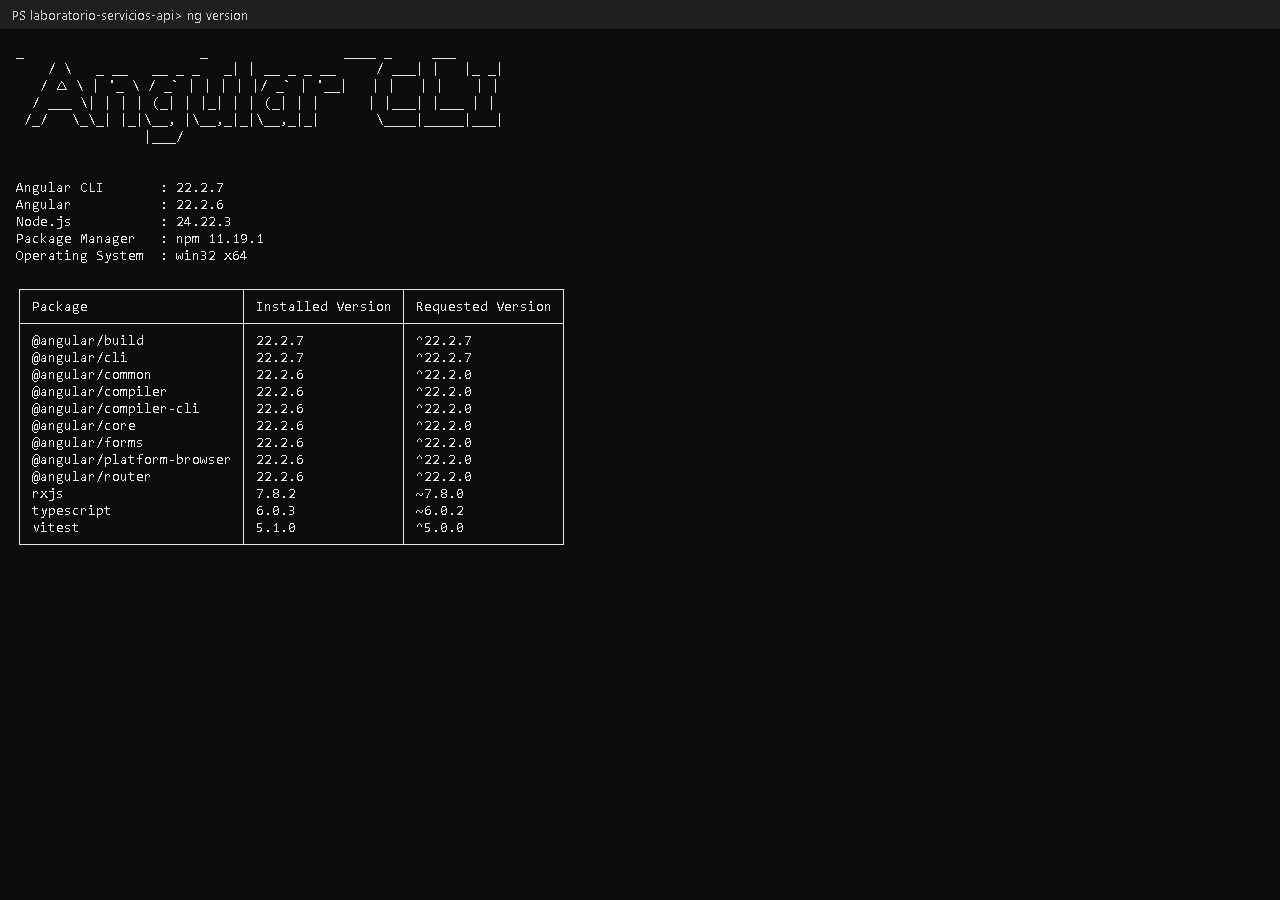 PS laboratorio-servicios-api> ng version
Angular CLI
Angular CLI : 22.2.7
Angular : 22.2.6
Node.js : 24.22.3
Package Manager : npm 11.19.1
Operating System : win32 x64
Package Installed Version Requested Version
@angular/build 22.2.7 ^22.2.7
@angular/cli 22.2.7 ^22.2.7
@angular/common 22.2.6 ^22.2.0
@angular/compiler 22.2.6 ^22.2.0
@angular/compiler-cli 22.2.6 ^22.2.0
@angular/core 22.2.6 ^22.2.0
@angular/forms 22.2.6 ^22.2.0
@angular/platform-browser 22.2.6 ^22.2.0
@angular/router 22.2.6 ^22.2.0
rxjs 7.8.2 ~7.8.0
typescript 6.0.3 ~6.0.2
vitest 5.1.0 ^5.0.0